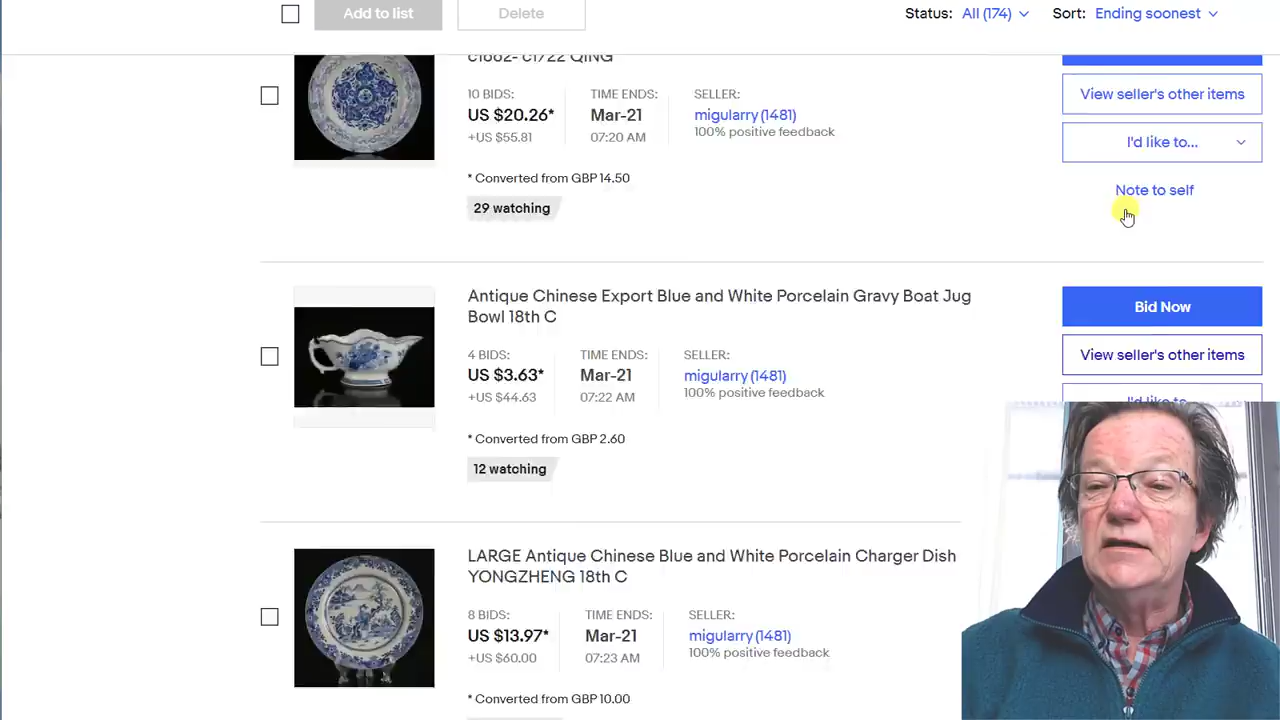 Add to list
Delete
Status: All (174)
Sort: Ending soonest
c1662- c1722 QING
10 BIDS:
US $20.26*
+US $55.81
TIME ENDS:
Mar-21
07:20 AM
SELLER:
migularry (1481)
100% positive feedback
* Converted from GBP 14.50
29 watching
View seller's other items
I'd like to...
Note to self
Antique Chinese Export Blue and White Porcelain Gravy Boat Jug
Bowl 18th C
4 BIDS:
US $3.63*
+US $44.63
TIME ENDS:
Mar-21
07:22 AM
SELLER:
migularry (1481)
100% positive feedback
* Converted from GBP 2.60
12 watching
Bid Now
View seller's other items
I'd like to
LARGE Antique Chinese Blue and White Porcelain Charger Dish
YONGZHENG 18th C
8 BIDS:
US $13.97*
+US $60.00
TIME ENDS:
Mar-21
07:23 AM
SELLER:
migularry (1481)
100% positive feedback
* Converted from GBP 10.00